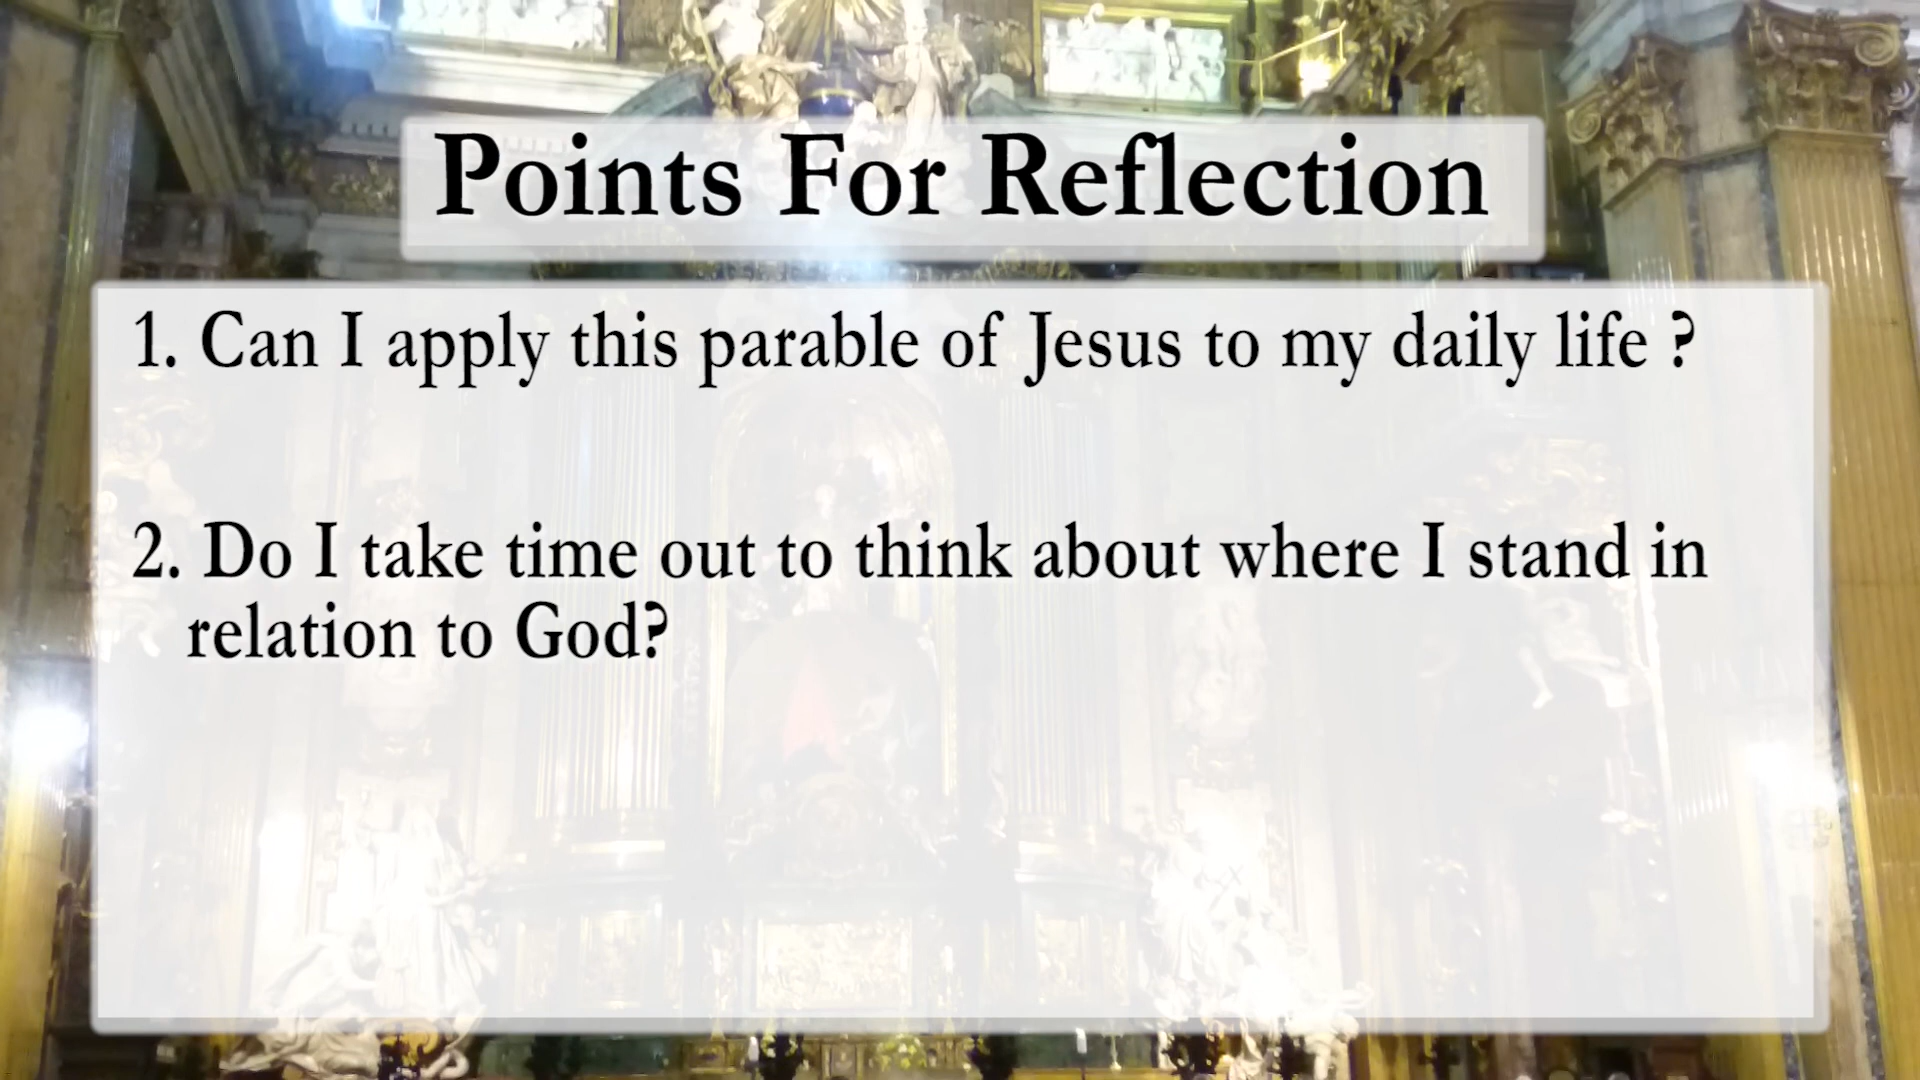 Points For Reflection
1. Can I apply this parable of Jesus to my daily life ?
2. Do I take time out to think about where I stand in
relation to God?